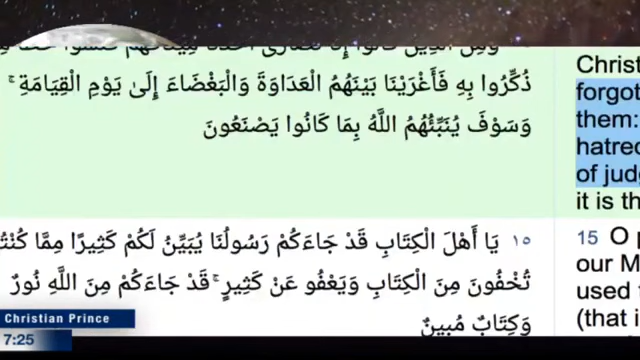 ذُكِّرُوا بِهِ فَأَغْرَيْنَا بَيْنَهُمُ الْعَدَاوَةَ وَالْبَغْضَاءَ إِلَىٰ يَوْمِ الْقِيَامَةِ ۚ
وَسَوْفَ يُنَبِّئُهُمُ اللَّهُ بِمَا كَانُوا يَصْنَعُونَ
١٥ يَا أَهْلَ الْكِتَابِ قَدْ جَاءَكُمْ رَسُولُنَا يُبَيِّنُ لَكُمْ كَثِيرًا مِمَّا
تُخْفُونَ مِنَ الْكِتَابِ وَيَعْفُو عَنْ كَثِيرٍ ۚ قَدْ جَاءَكُمْ مِنَ اللَّهِ نُورٌ
وَكِتَابٌ مُبِينٌ
Christ
forgot
them:
hatred
of judg
it is th
15 O p
our M
used t
(that i
Christian Prince
7:25